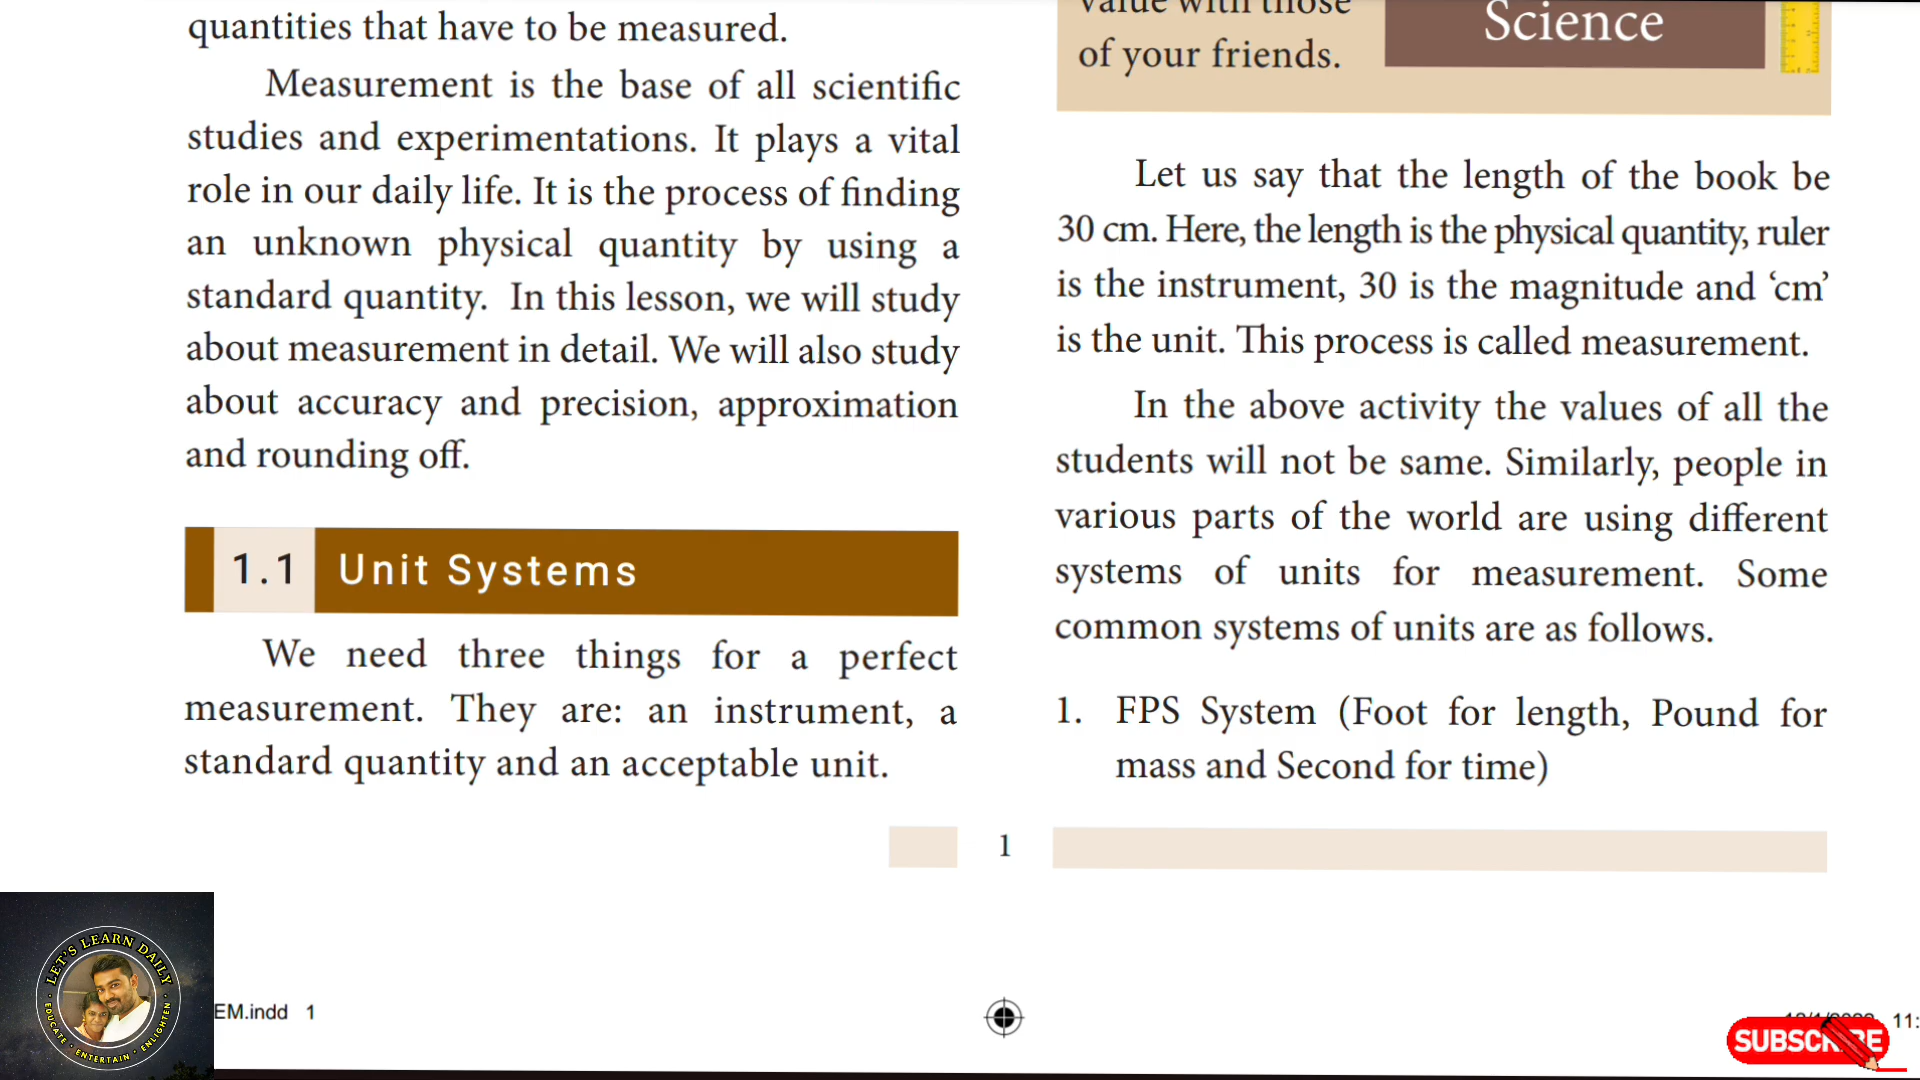 quantities that have to be measured.
Measurement is the base of all scientific
studies and experimentations. It plays a vital
role in our daily life. It is the process of finding
an unknown physical quantity by using a
standard quantity. In this lesson, we will study
about measurement in detail. We will also study
about accuracy and precision, approximation
and rounding off.
1.1 Unit Systems
We need three things for a perfect
measurement. They are: an instrument, a
standard quantity and an acceptable unit.
value with those
of your friends.
Science
Let us say that the length of the book be
30 cm. Here, the length is the physical quantity, ruler
is the instrument, 30 is the magnitude and ‘cm’
is the unit. This process is called measurement.
In the above activity the values of all the
students will not be same. Similarly, people in
various parts of the world are using different
systems of units for measurement. Some
common systems of units are as follows.
1. FPS System (Foot for length, Pound for
mass and Second for time)
1
LET'S LEARN DAILY
EDUCATE · ENTERTAIN · ENLIGHTEN
EM.indd 1
11:
SUBSCRIBE